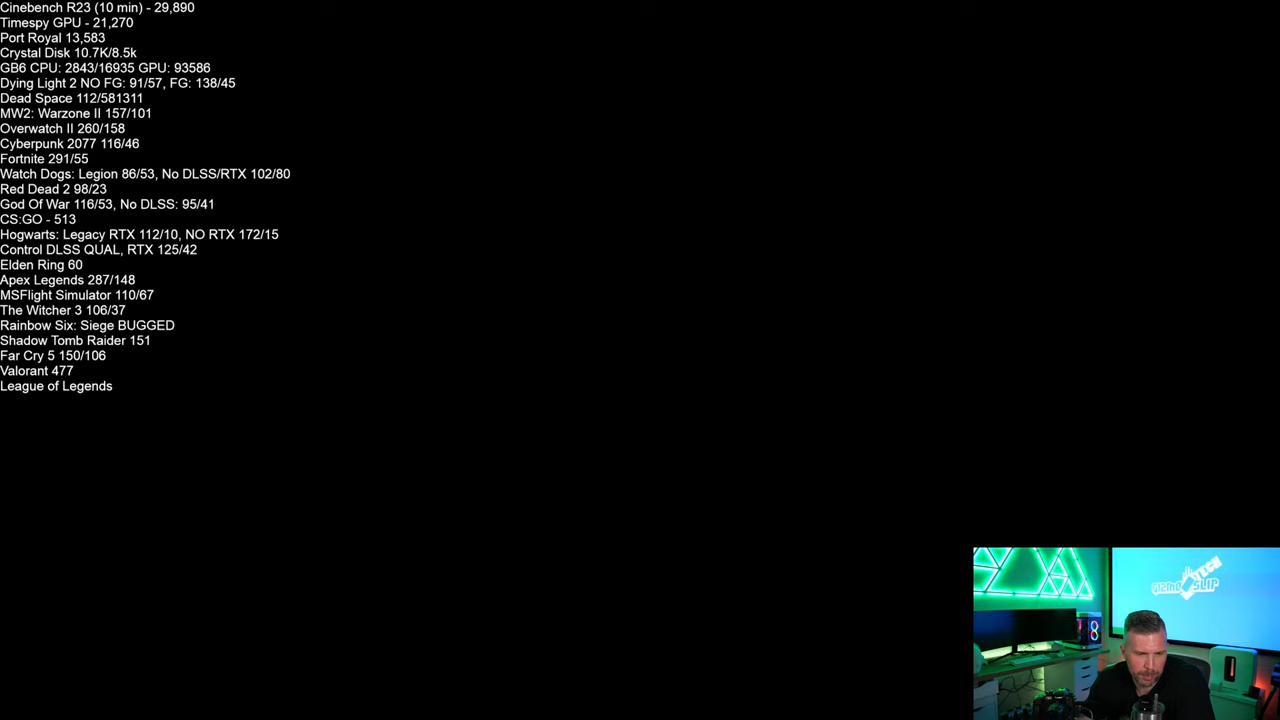 Cinebench R23 (10 min) - 29,890
Timespy GPU - 21,270
Port Royal 13,583
Crystal Disk 10.7K/8.5k
GB6 CPU: 2843/16935 GPU: 93586
Dying Light 2 NO FG: 91/57, FG: 138/45
Dead Space 112/581311
MW2: Warzone II 157/101
Overwatch II 260/158
Cyberpunk 2077 116/46
Fortnite 291/55
Watch Dogs: Legion 86/53, No DLSS/RTX 102/80
Red Dead 2 98/23
God Of War 116/53, No DLSS: 95/41
CS:GO - 513
Hogwarts: Legacy RTX 112/10, NO RTX 172/15
Control DLSS QUAL, RTX 125/42
Elden Ring 60
Apex Legends 287/148
MSFlight Simulator 110/67
The Witcher 3 106/37
Rainbow Six: Siege BUGGED
Shadow Tomb Raider 151
Far Cry 5 150/106
Valorant 477
League of Legends
GIZMO SLIP TECH
8